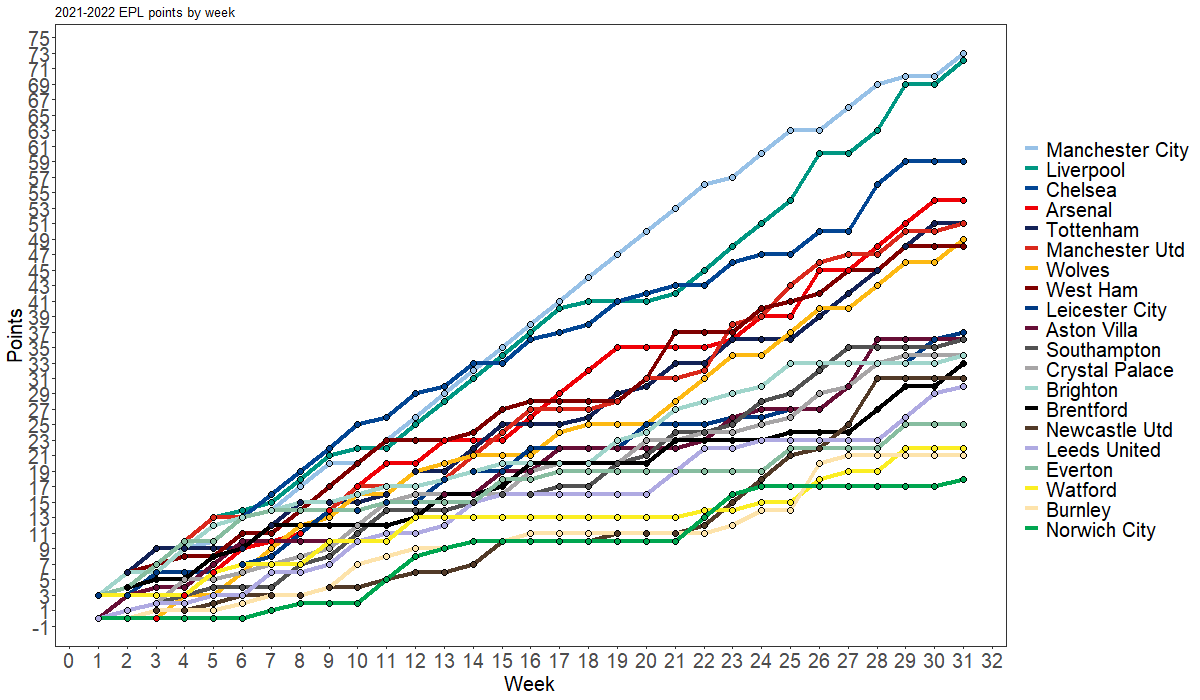 2021-2022 EPL points by week
75
73
71
69
67
65
63
61
59
57
55
53
51
49
47
45
43
41
39
37
35
33
31
29
27
25
23
21
19
17
15
13
11
9
7
5
3
1
-1
Points
0 1 2 3 4 5 6 7 8 9 10 11 12 13 14 15 16 17 18 19 20 21 22 23 24 25 26 27 28 29 30 31 32
Week
Manchester City
Liverpool
Chelsea
Arsenal
Tottenham
Manchester Utd
Wolves
West Ham
Leicester City
Aston Villa
Southampton
Crystal Palace
Brighton
Brentford
Newcastle Utd
Leeds United
Everton
Watford
Burnley
Norwich City